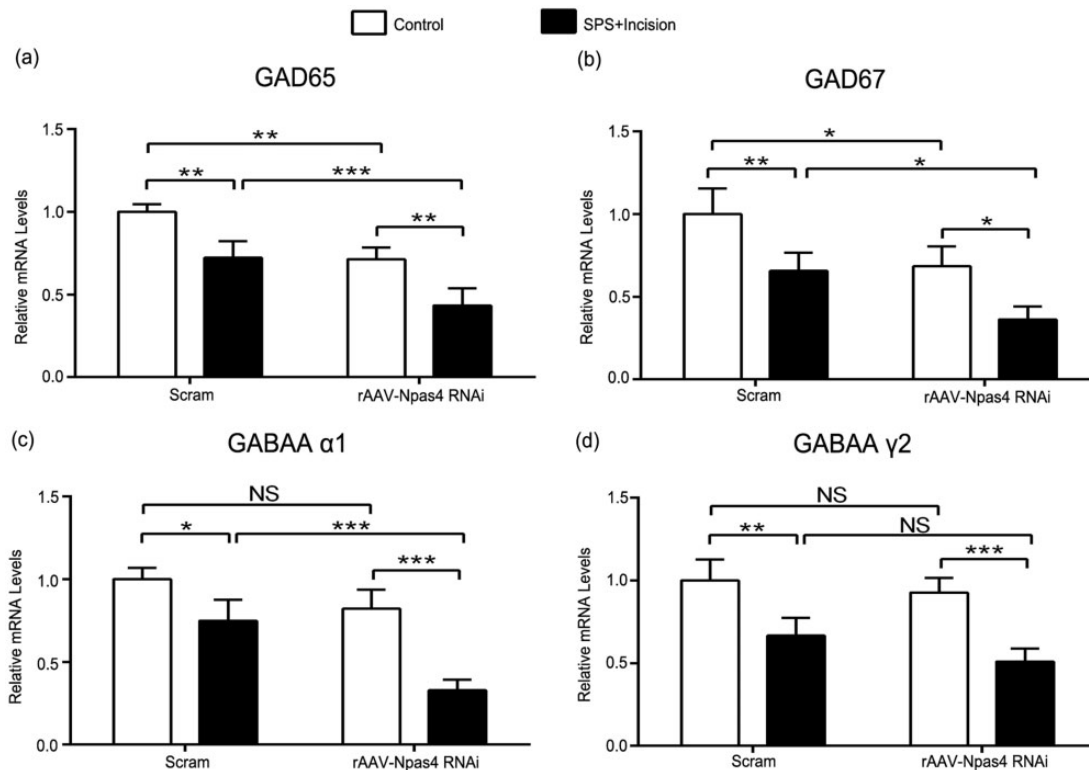 Control SPS+Incision
(a)
GAD65
1.5
1.0
0.5
0.0
Relative mRNA Levels
**
** ***
**
Scram rAAV-Npas4 RNAi
(b)
GAD67
1.5
1.0
0.5
0.0
Relative mRNA Levels
*
** *
*
Scram rAAV-Npas4 RNAi
(c)
GABAA α1
1.5
1.0
0.5
0.0
Relative mRNA Levels
NS
* ***
***
Scram rAAV-Npas4 RNAi
(d)
GABAA γ2
1.5
1.0
0.5
0.0
Relative mRNA Levels
NS
** NS
***
Scram rAAV-Npas4 RNAi